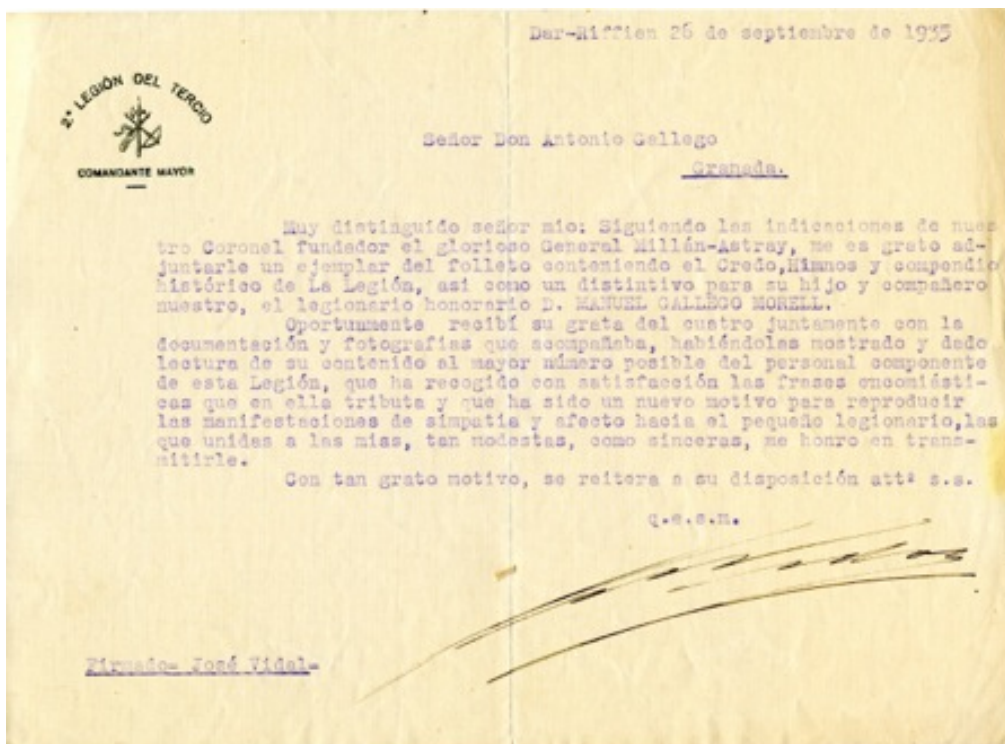 Dar-Riffien 26 de septiembre de 1935
2ª LEGIÓN DEL TERCIO
COMANDANTE MAYOR
Señor Don Antonio Gallego
Granada.
Muy distinguido señor mio: Siguiendo las indicaciones de nues
tro Coronel fundador el glorioso General Millán-Astray, me es grato ad-
juntarle un ejemplar del folleto conteniendo el Credo,Himnos y compendio
histórico de La Legión, asi como un distintivo para su hijo y compañero
nuestro, el legionario honorario D. MANUEL GALLEGO MORELL.
Oportunmente recibí su grata del cuatro juntamente con la
documentación y fotografias que acompañaba, habiéndolas mostrado y dado
lectura de su contenido al mayor número posible del personal componente
de esta Legión, que ha recogido con satisfacción las frases encomiásti-
cas que en ella tributa y que ha sido un nuevo motivo para reproducir
las manifestaciones de simpatia y afecto hacia el pequeño legionario,las
que unidas a las mias, tan modestas, como sinceras, me honro en trans-
mitirle.
Con tan grato motivo, se reitera a su disposición attº s.s.
q.e.s.m.
Firmado- José Vidal-